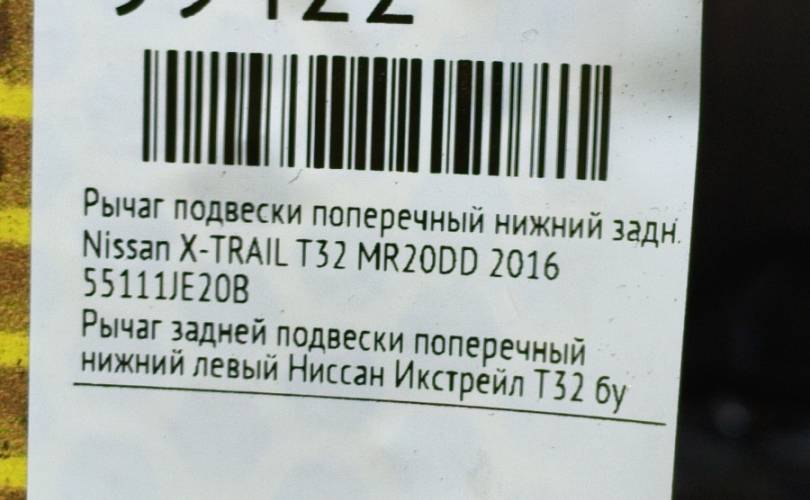 Рычаг подвески поперечный нижний задн.
Nissan X-TRAIL T32 MR20DD 2016
55111JE20B
Рычаг задней подвески поперечный
нижний левый Ниссан Икстрейл Т32 бу